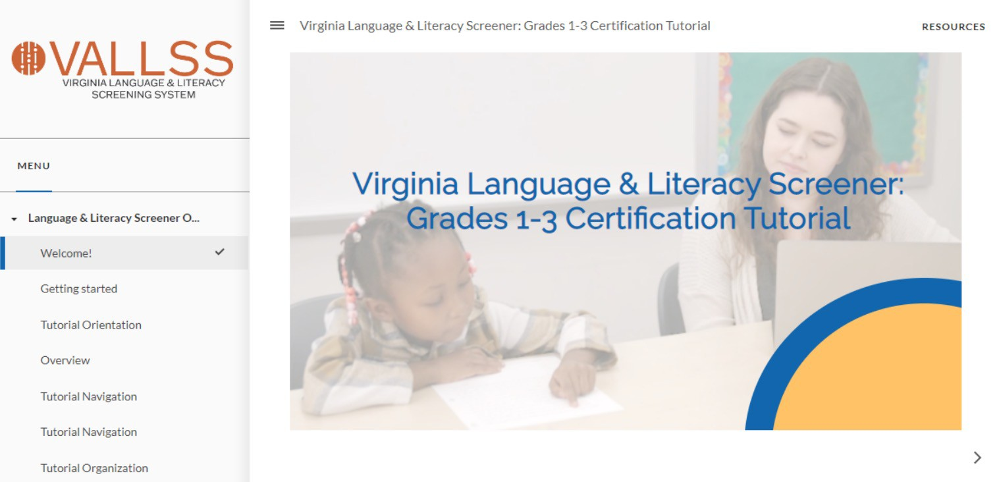 VALLSS
VIRGINIA LANGUAGE & LITERACY
SCREENING SYSTEM
MENU
Language & Literacy Screener O...
Welcome!
Getting started
Tutorial Orientation
Overview
Tutorial Navigation
Tutorial Navigation
Tutorial Organization
Virginia Language & Literacy Screener: Grades 1-3 Certification Tutorial
RESOURCES
Virginia Language & Literacy Screener:
Grades 1-3 Certification Tutorial